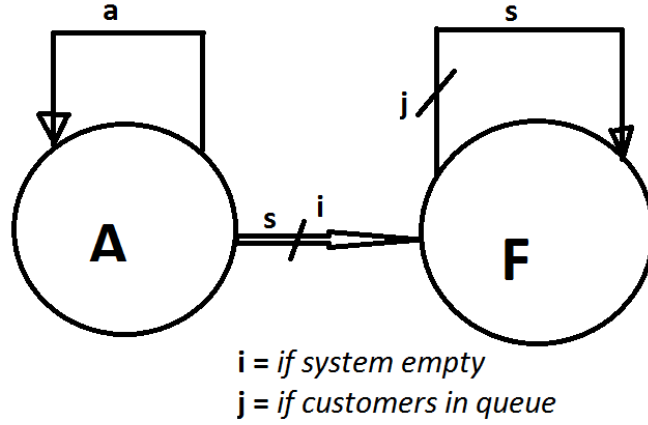 a
s
j
A
s
i
F
i = if system empty
j = if customers in queue